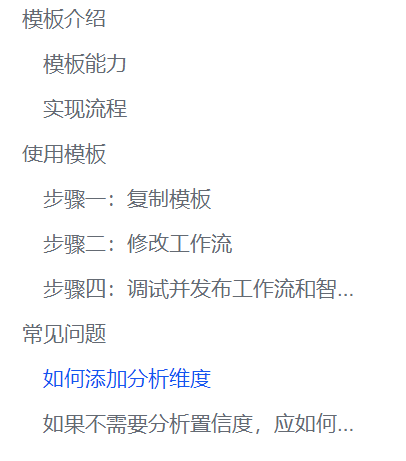 模板介绍
模板能力
实现流程
使用模板
步骤一：复制模板
步骤二：修改工作流
步骤四：调试并发布工作流和智...
常见问题
如何添加分析维度
如果不需要分析置信度，应如何...